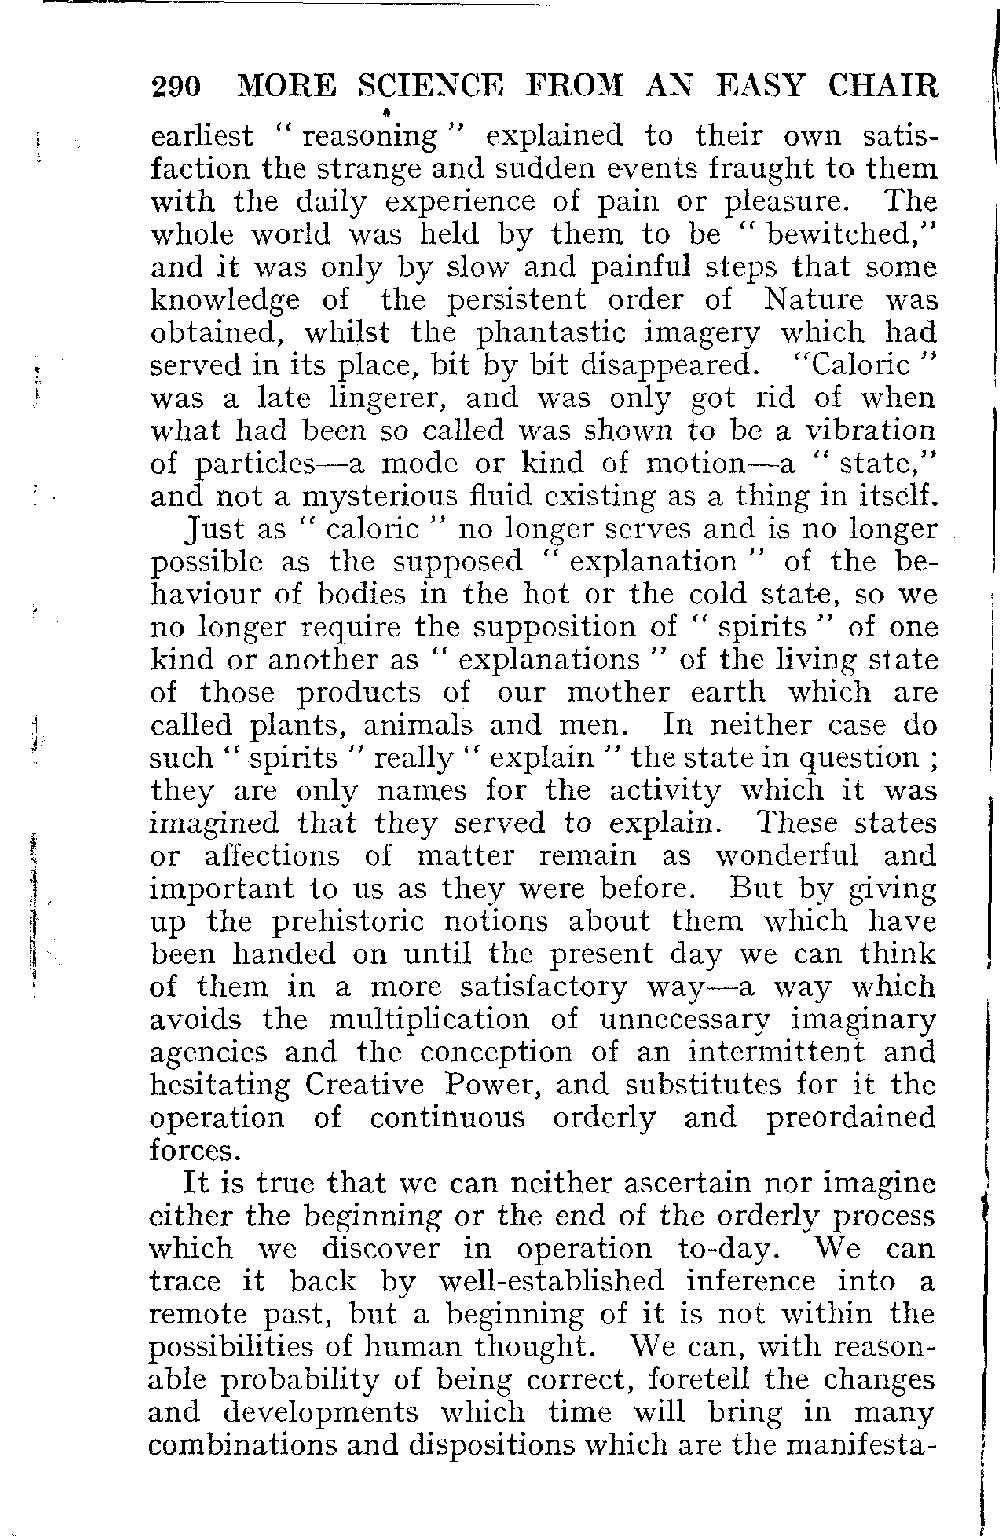 290 MORE SCIENCE FROM AN EASY CHAIR
earliest “ reasoning ” explained to their own satis-
faction the strange and sudden events fraught to them
with the daily experience of pain or pleasure. The
whole world was held by them to be “ bewitched,”
and it was only by slow and painful steps that some
knowledge of the persistent order of Nature was
obtained, whilst the phantastic imagery which had
served in its place, bit by bit disappeared. “Caloric ”
was a late lingerer, and was only got rid of when
what had been so called was shown to be a vibration
of particles—a mode or kind of motion—a “ state,”
and not a mysterious fluid existing as a thing in itself.
Just as “ caloric ” no longer serves and is no longer
possible as the supposed “ explanation ” of the be-
haviour of bodies in the hot or the cold state, so we
no longer require the supposition of “ spirits ” of one
kind or another as “ explanations ” of the living state
of those products of our mother earth which are
called plants, animals and men. In neither case do
such “ spirits ” really “ explain ” the state in question ;
they are only names for the activity which it was
imagined that they served to explain. These states
or affections of matter remain as wonderful and
important to us as they were before. But by giving
up the prehistoric notions about them which have
been handed on until the present day we can think
of them in a more satisfactory way—a way which
avoids the multiplication of unnecessary imaginary
agencies and the conception of an intermittent and
hesitating Creative Power, and substitutes for it the
operation of continuous orderly and preordained
forces.
It is true that we can neither ascertain nor imagine
either the beginning or the end of the orderly process
which we discover in operation to-day. We can
trace it back by well-established inference into a
remote past, but a beginning of it is not within the
possibilities of human thought. We can, with reason-
able probability of being correct, foretell the changes
and developments which time will bring in many
combinations and dispositions which are the manifesta-